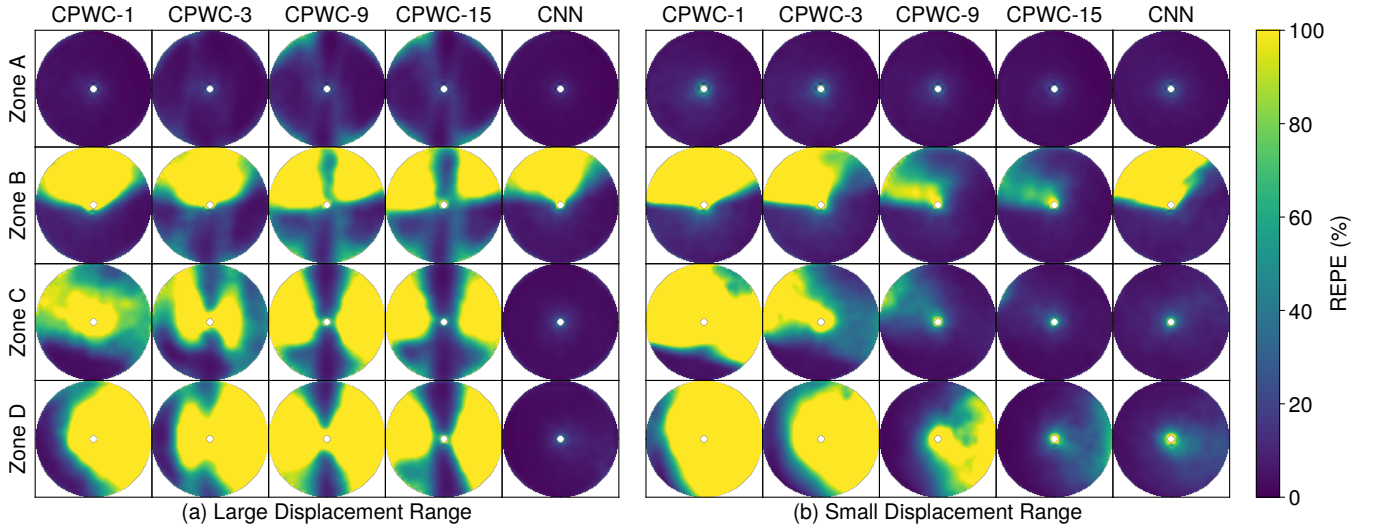 CPWC-1 CPWC-3 CPWC-9 CPWC-15 CNN CPWC-1 CPWC-3 CPWC-9 CPWC-15 CNN
Zone A
Zone B
Zone C
Zone D
100
80
60
40
20
0
REPE (%)
(a) Large Displacement Range
(b) Small Displacement Range